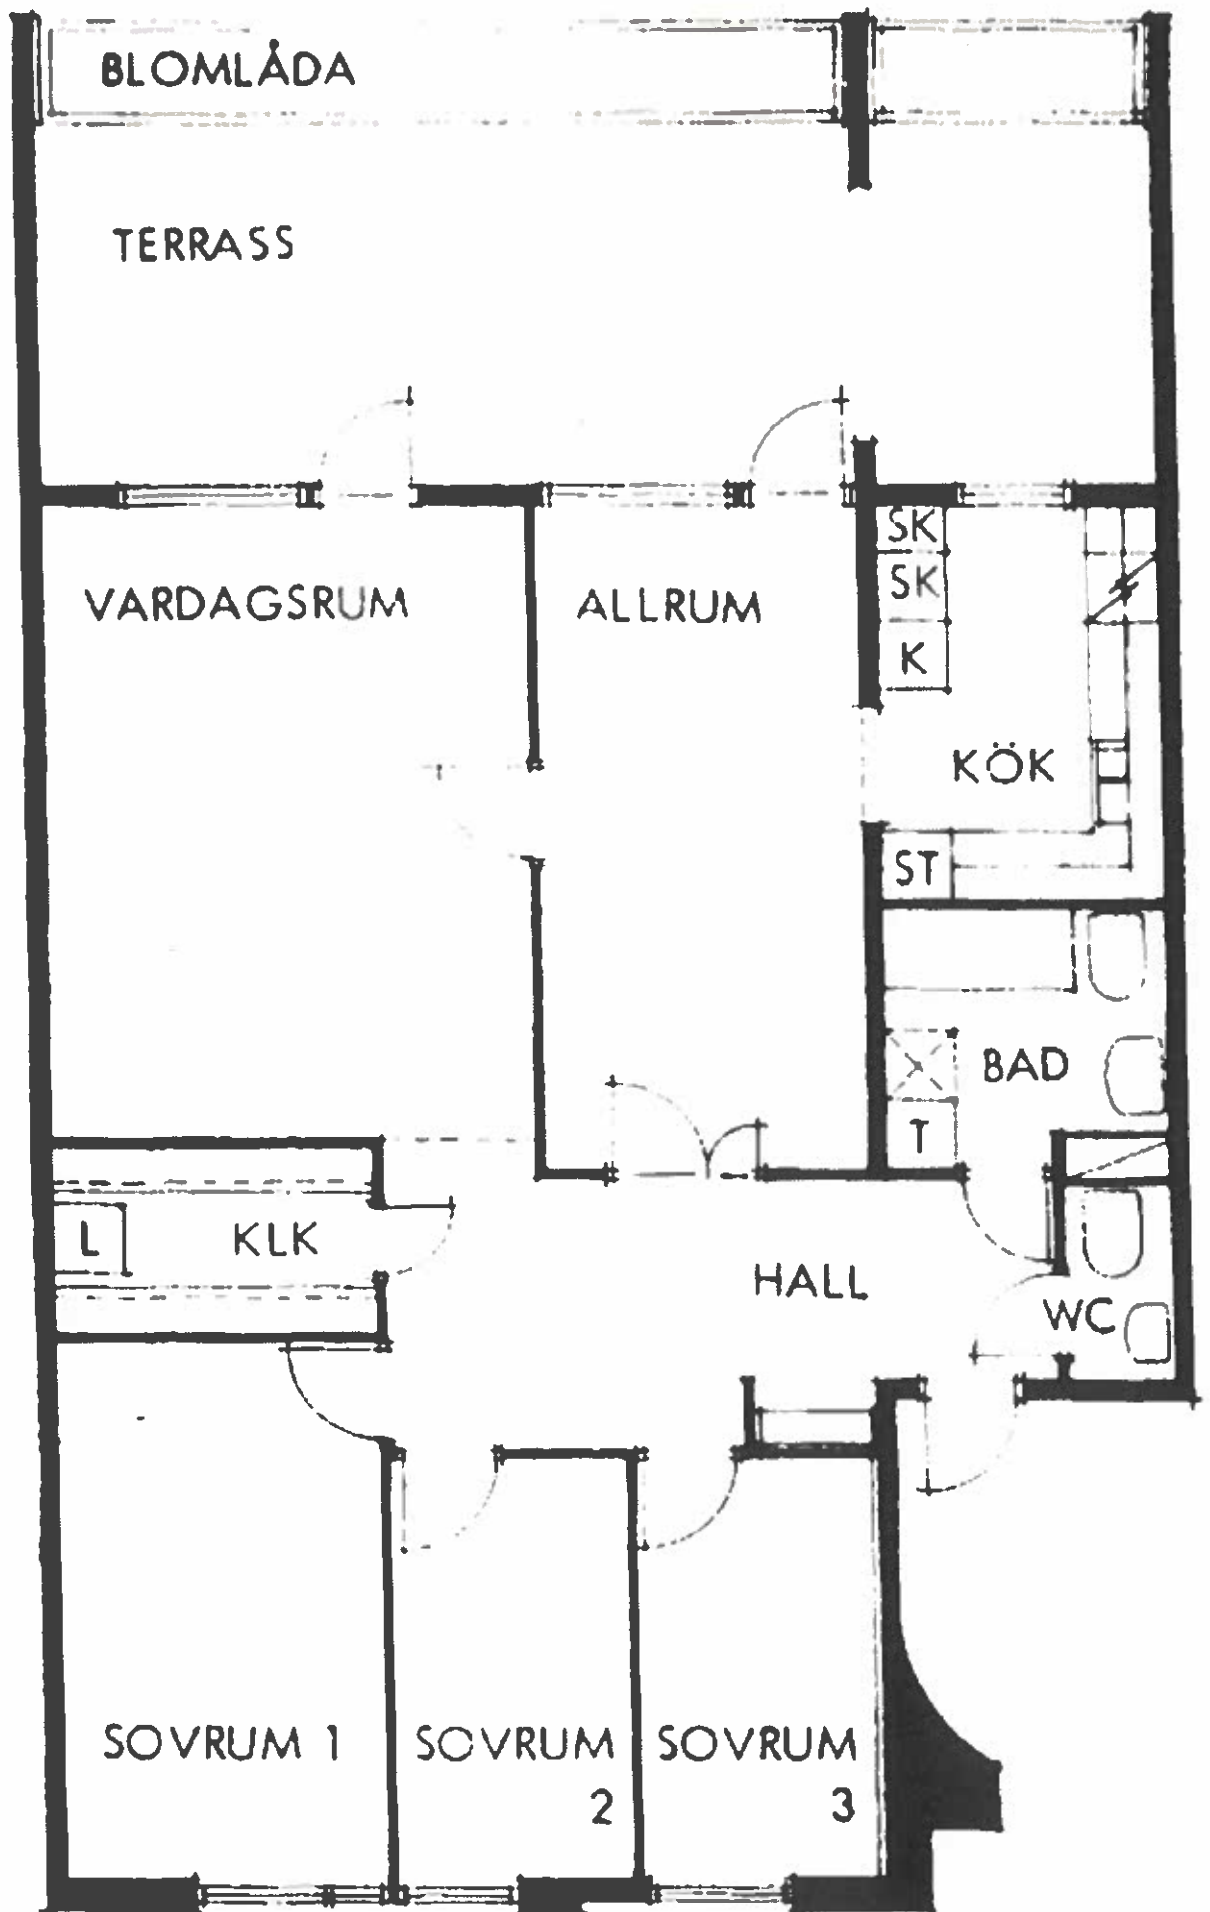 BLOMLÅDA
TERRASS
SK
VARDAGSRUM
ALLRUM
SK
K
KÖK
ST
BAD
T
L
KLK
HALL
WC
SOVRUM 1
SOVRUM
2
SOVRUM
3